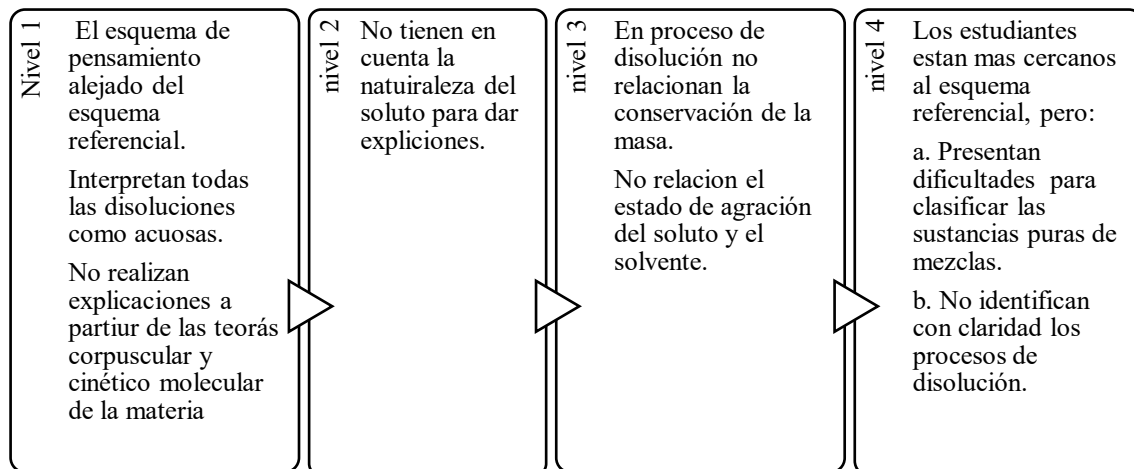 Nivel 1
El esquema de
pensamiento
alejado del
esquema
referencial.
Interpretan todas
las disoluciones
como acuosas.
No realizan
explicaciones a
partiur de las teorás
corpuscular y
cinético molecular
de la materia
nivel 2
No tienen en
cuenta la
natuiraleza del
soluto para dar
expliciones.
nivel 3
En proceso de
disolución no
relacionan la
conservación de la
masa.
No relacion el
estado de agración
del soluto y el
solvente.
nivel 4
Los estudiantes
estan mas cercanos
al esquema
referencial, pero:
a. Presentan
dificultades para
clasificar las
sustancias puras de
mezclas.
b. No identifican
con claridad los
procesos de
disolución.